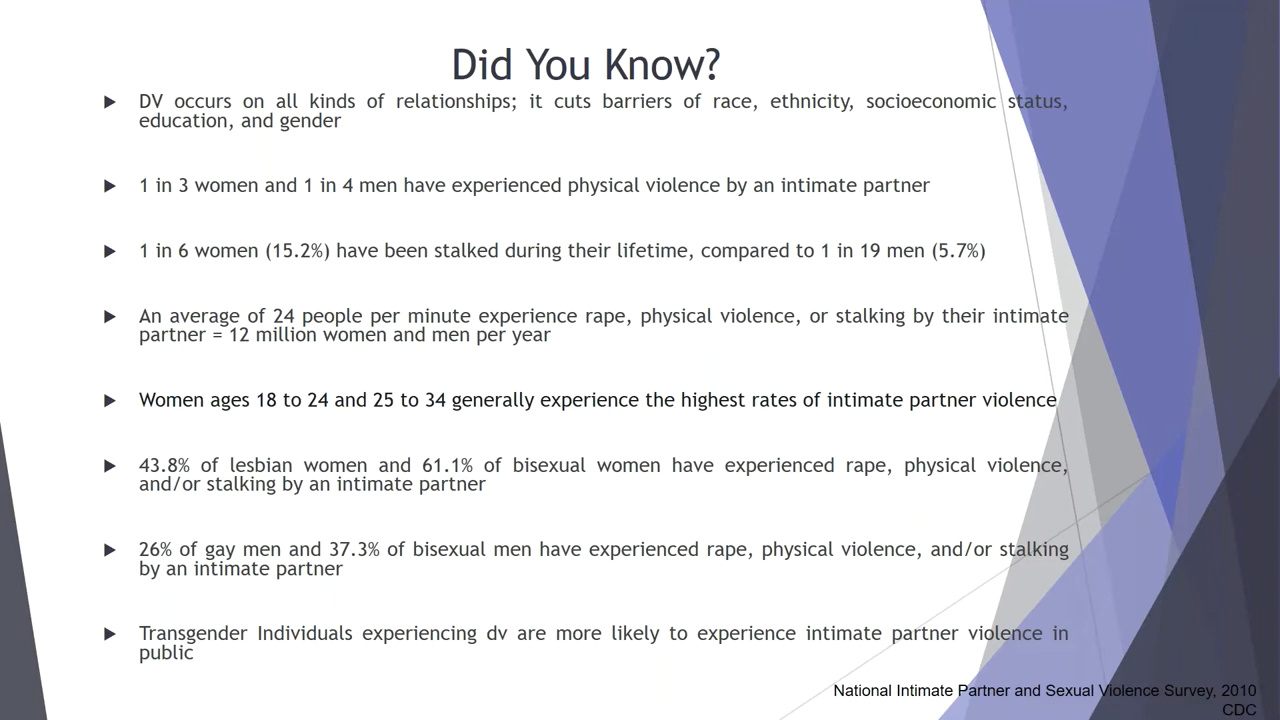 Did You Know?
DV occurs on all kinds of relationships; it cuts barriers of race, ethnicity, socioeconomic status,
education, and gender
1 in 3 women and 1 in 4 men have experienced physical violence by an intimate partner
1 in 6 women (15.2%) have been stalked during their lifetime, compared to 1 in 19 men (5.7%)
An average of 24 people per minute experience rape, physical violence, or stalking by their intimate
partner = 12 million women and men per year
Women ages 18 to 24 and 25 to 34 generally experience the highest rates of intimate partner violence
43.8% of lesbian women and 61.1% of bisexual women have experienced rape, physical violence,
and/or stalking by an intimate partner
26% of gay men and 37.3% of bisexual men have experienced rape, physical violence, and/or stalking
by an intimate partner
Transgender Individuals experiencing dv are more likely to experience intimate partner violence in
public
National Intimate Partner and Sexual Violence Survey, 2010
CDC